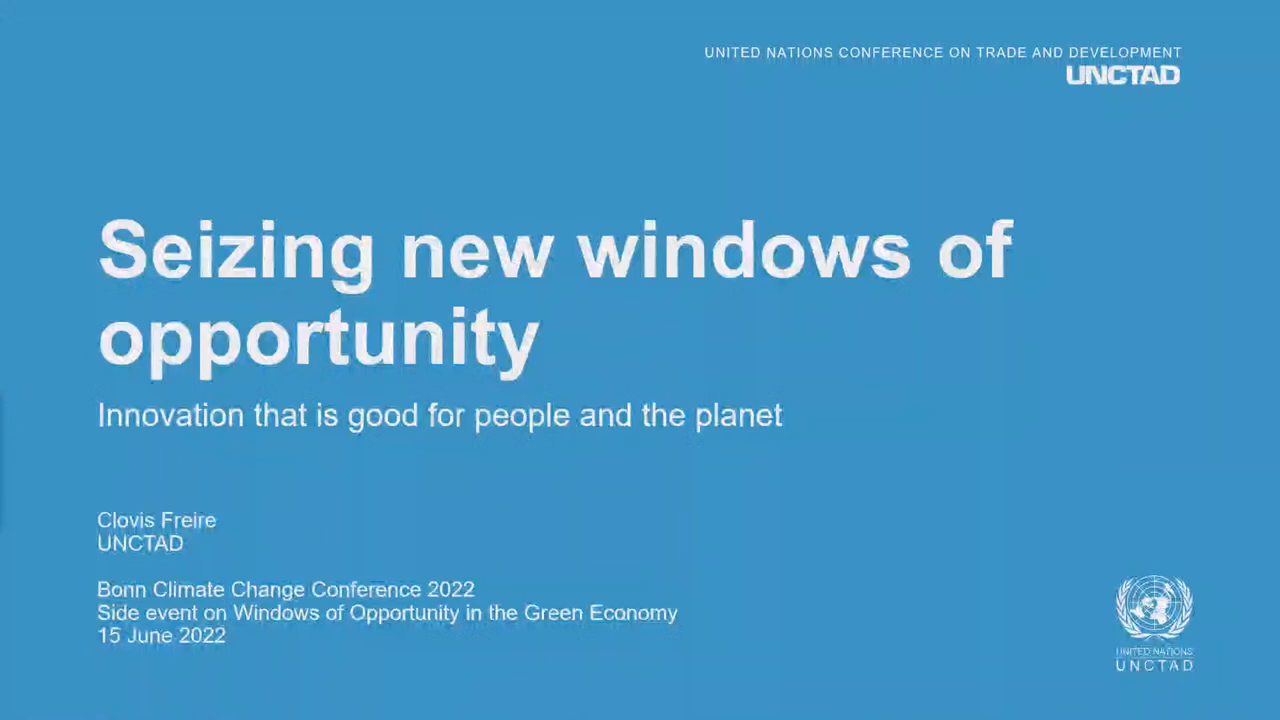 UNITED NATIONS CONFERENCE ON TRADE AND DEVELOPMENT
UNCTAD
Seizing new windows of
opportunity
Innovation that is good for people and the planet
Clovis Freire
UNCTAD
Bonn Climate Change Conference 2022
Side event on Windows of Opportunity in the Green Economy
15 June 2022
UNITED NATIONS
UNCTAD